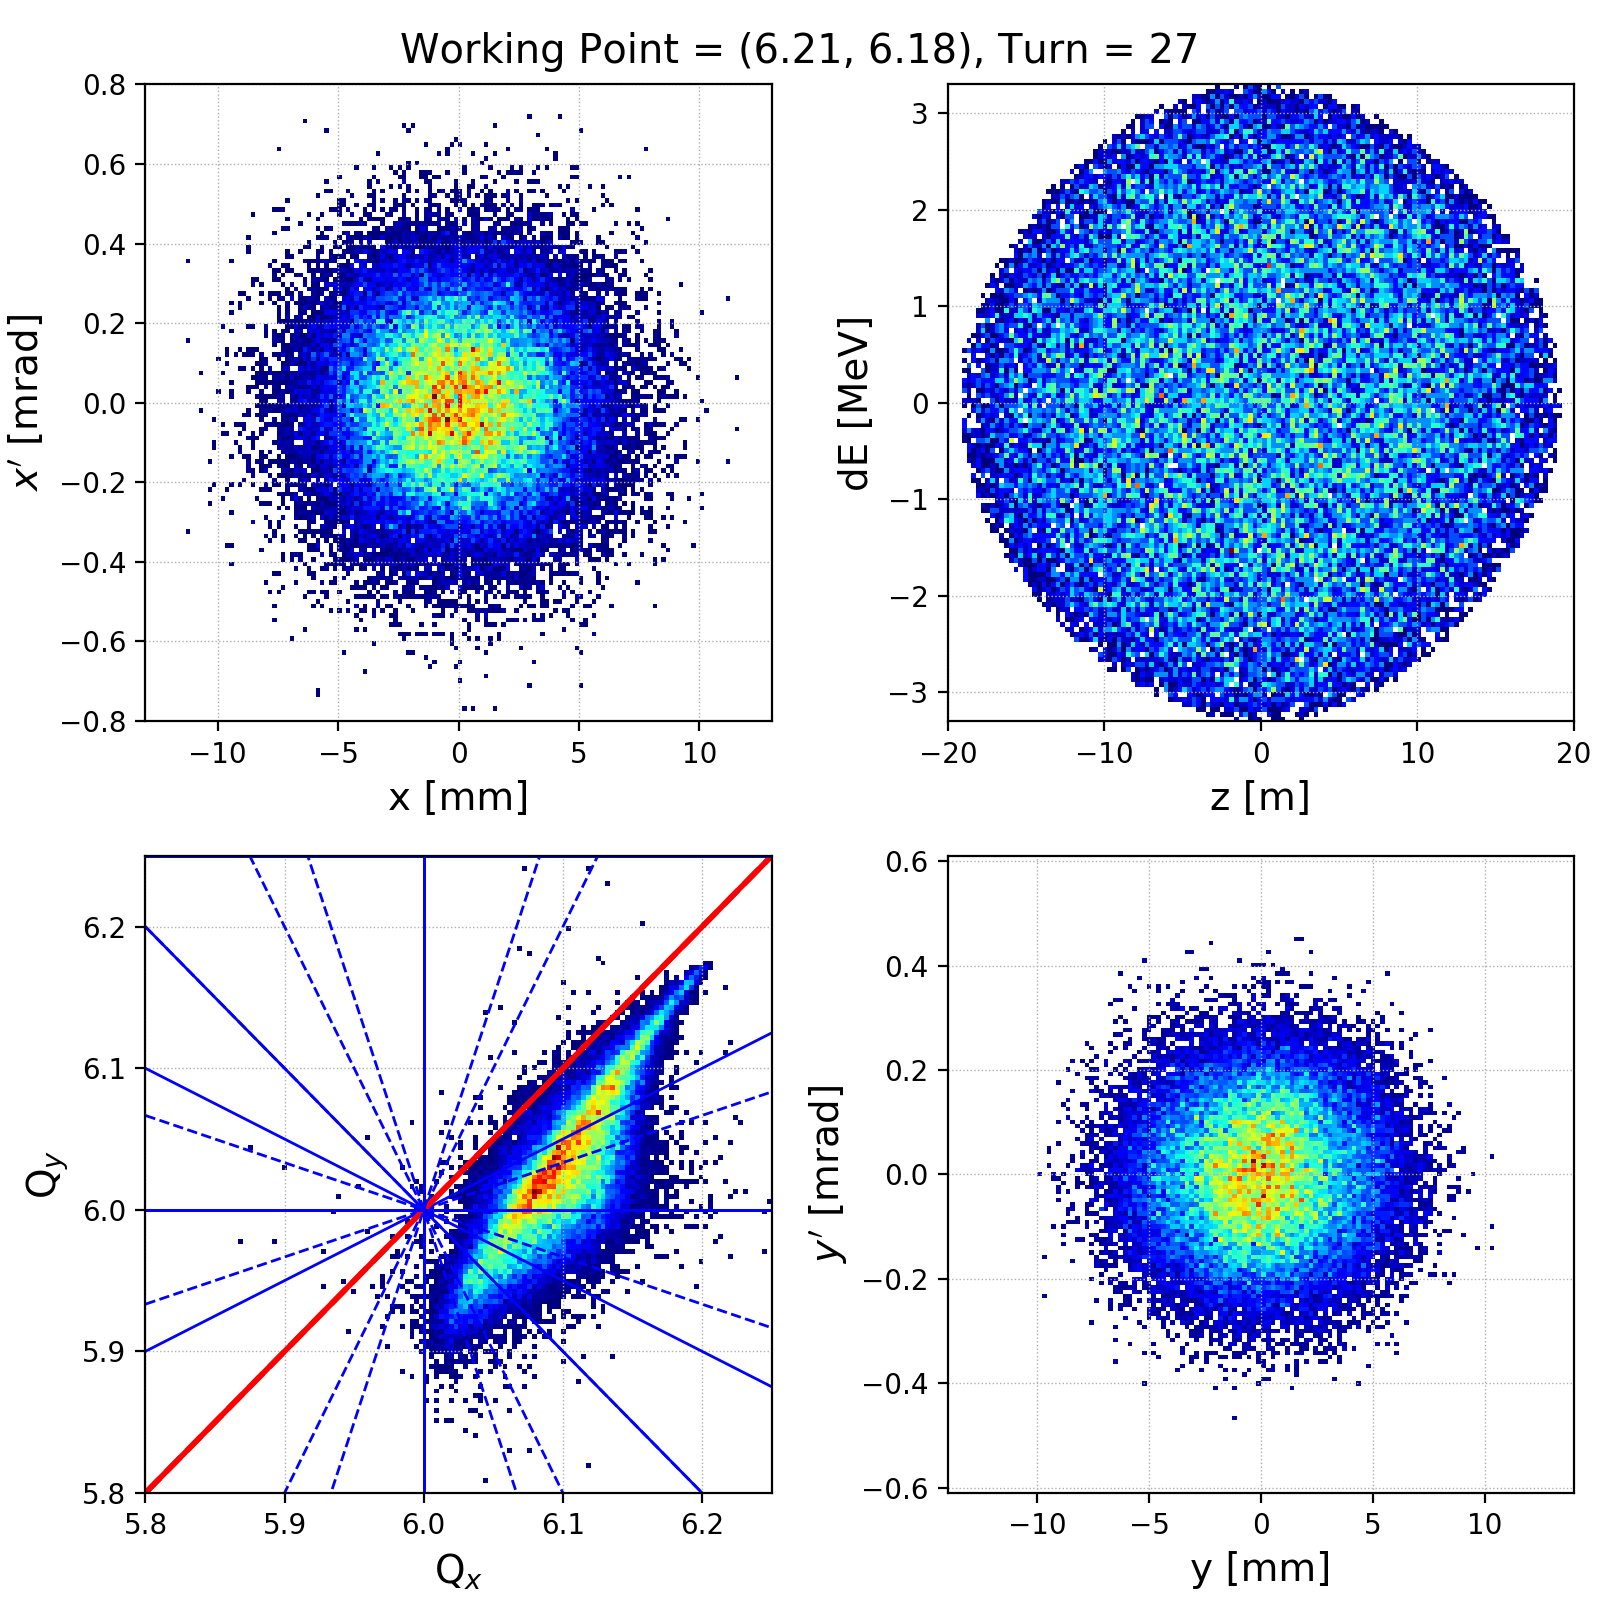 Working Point = (6.21, 6.18), Turn = 27
0.8
0.6
0.4
0.2
0.0
−0.2
−0.4
−0.6
−0.8
x′ [mrad]
−10 −5 0 5 10
x [mm]
3
2
1
0
−1
−2
−3
dE [MeV]
−20 −10 0 10 20
z [m]
6.2
6.1
6.0
5.9
5.8
Qy
5.8 5.9 6.0 6.1 6.2
Qx
0.6
0.4
0.2
0.0
−0.2
−0.4
−0.6
y′ [mrad]
−10 −5 0 5 10
y [mm]